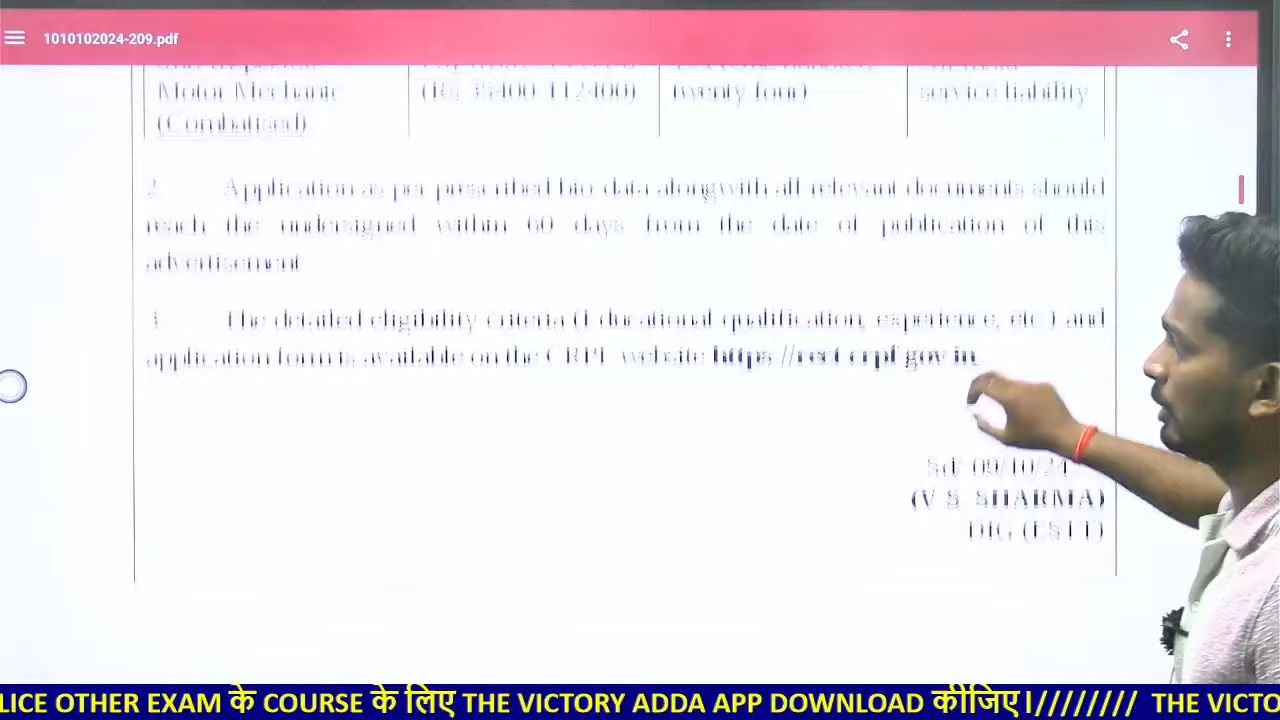 1010102024-209.pdf
Motor Mechanic (Rs. 35400-112400) twenty four) service liability
(Combatised)
2. Application as per prescribed bio-data alongwith all relevant documents should
reach the undersigned within 60 days from the date of publication of this
advertisement.
3. The detailed eligibility criteria (Educational qualification, experience, etc.) and
application form is available on the CRPF website https://rect.crpf.gov.in.
Sd/ 09/10/24
(V S SHARMA)
DIG (ESTT)
LICE OTHER EXAM के COURSE के लिए THE VICTORY ADDA APP DOWNLOAD कीजिए।//////// THE VICTO